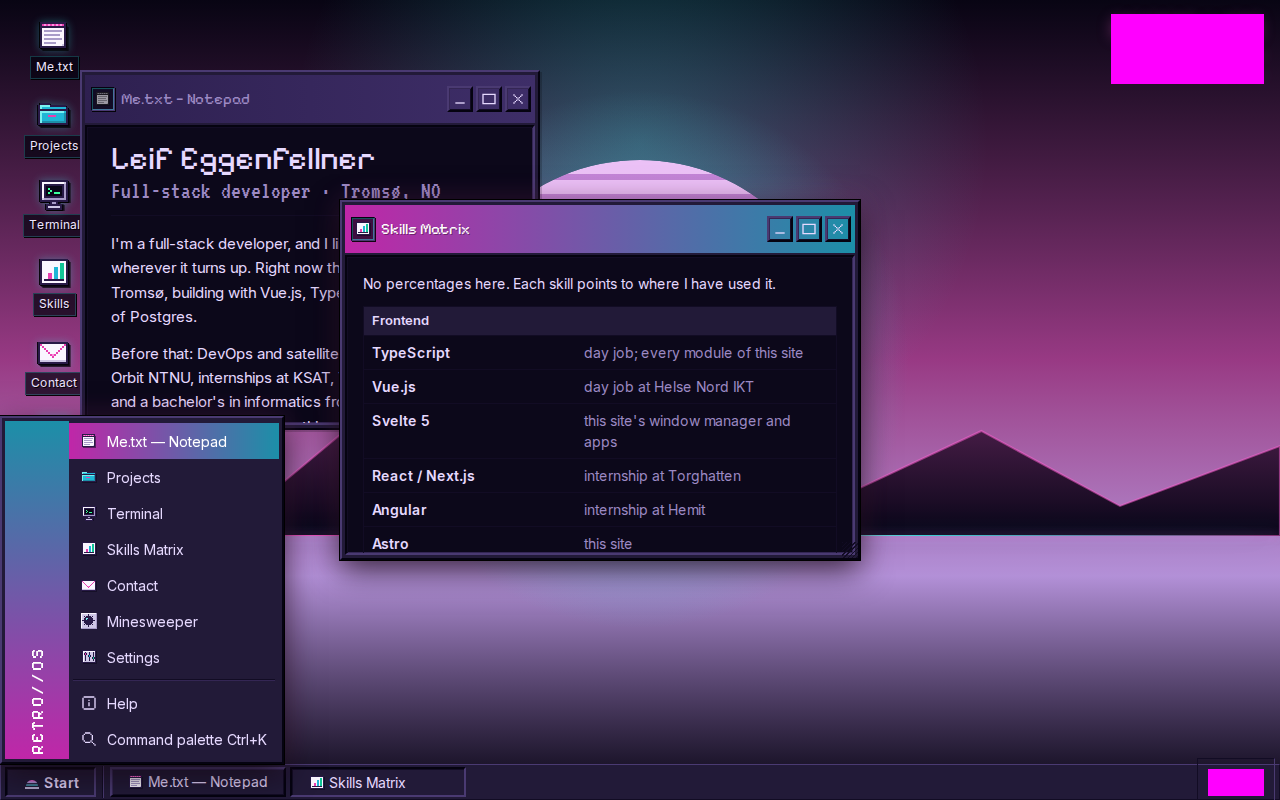 Me.txt
Projects
Terminal
Skills
Contact
Me.txt - Notepad
Leif Eggenfellner
Full-stack developer · Tromsø, NO
I'm a full-stack developer, and I li
wherever it turns up. Right now th
Tromsø, building with Vue.js, Type
of Postgres.
Before that: DevOps and satellite
Orbit NTNU, internships at KSAT,
and a bachelor's in informatics fro
Skills Matrix
No percentages here. Each skill points to where I have used it.
Frontend
TypeScript day job; every module of this site
Vue.js day job at Helse Nord IKT
Svelte 5 this site's window manager and
apps
React / Next.js internship at Torghatten
Angular internship at Hemit
Astro this site
RETRO//OS
Me.txt — Notepad
Projects
Terminal
Skills Matrix
Contact
Minesweeper
Settings
Help
Command palette Ctrl+K
Start
Me.txt — Notepad
Skills Matrix